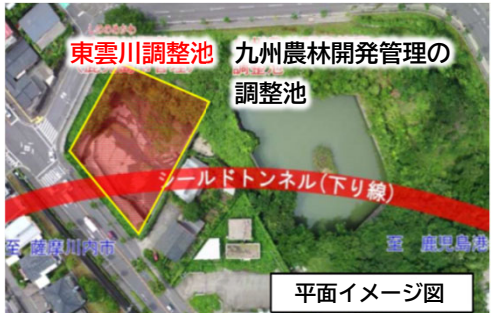 東雲川調整池
九州農林開発管理の
調整池
シールドトンネル(下り線)
至 薩摩川内市
至 鹿児島港
平面イメージ図